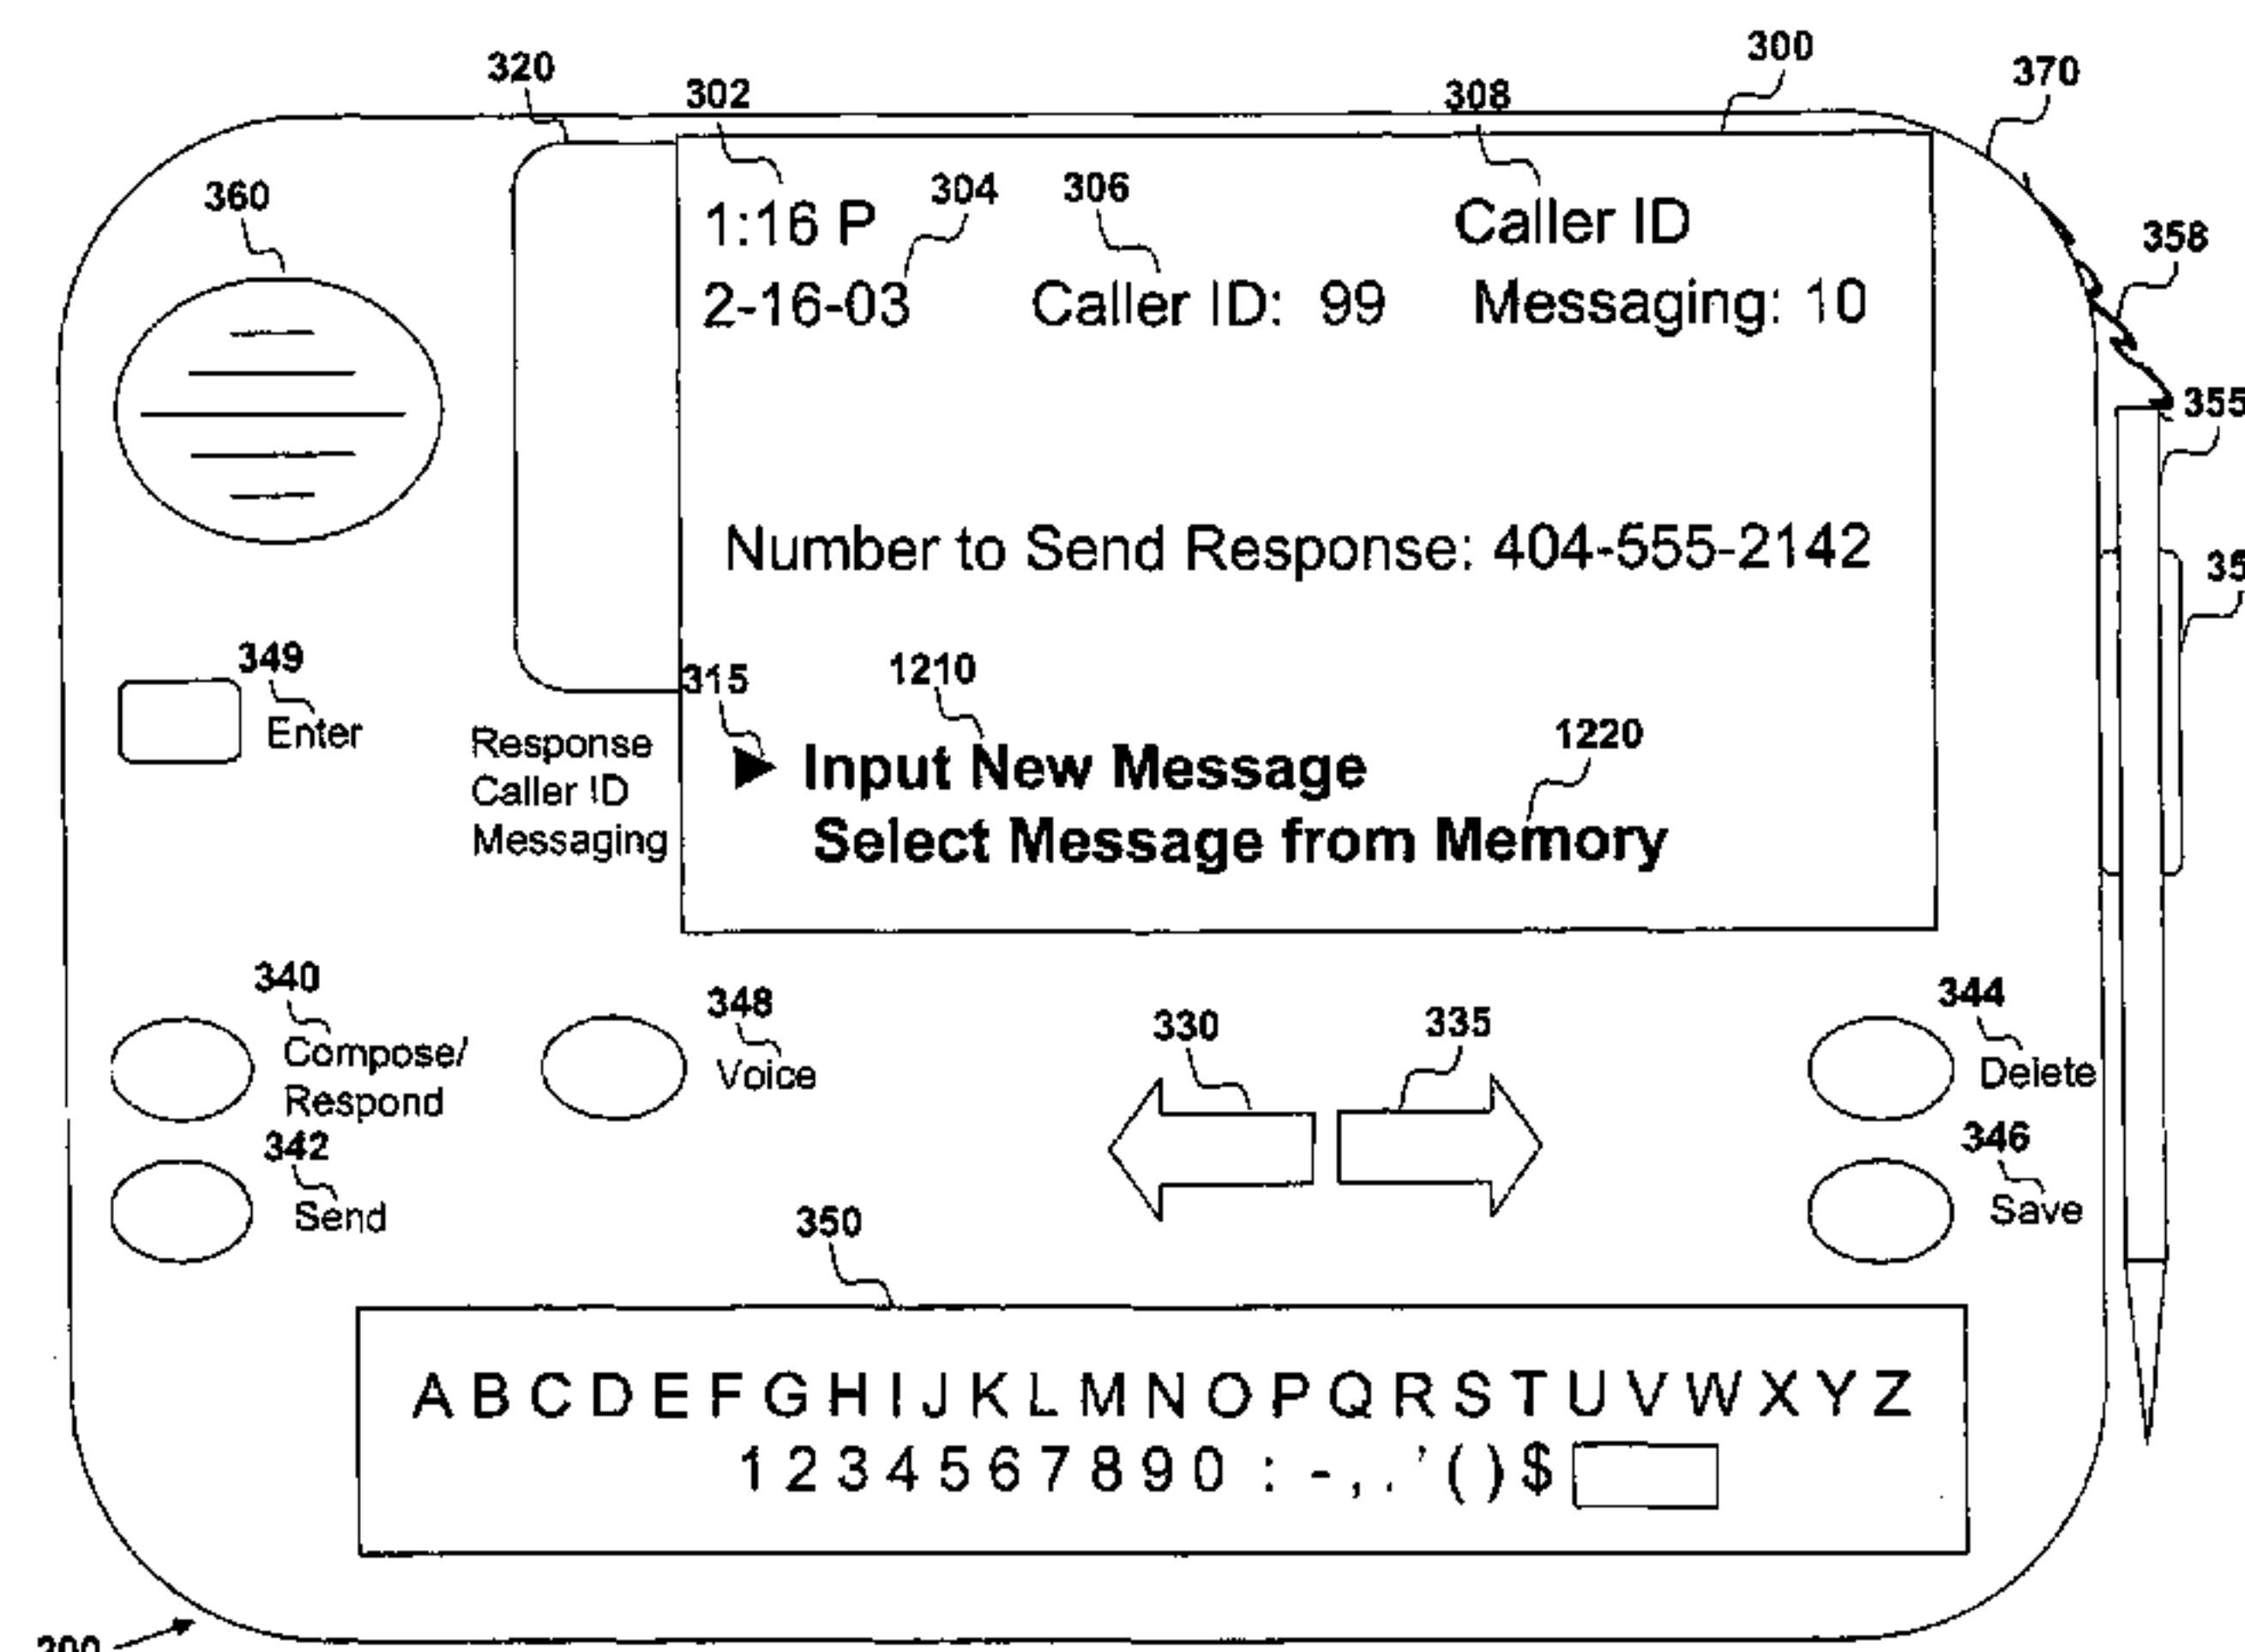 300
320
302
308
370
360
304
306
358
1:16 P
Caller ID
2-16-03
Caller ID: 99
Messaging: 10
355
Number to Send Response: 404-555-2142
349
Enter
315
1210
1220
Response
Caller ID
Messaging
▶ Input New Message
Select Message from Memory
340
Compose/
Respond
348
Voice
330
335
344
Delete
342
Send
346
Save
350
A B C D E F G H I J K L M N O P Q R S T U V W X Y Z
1 2 3 4 5 6 7 8 9 0 : - , . ' ( ) $